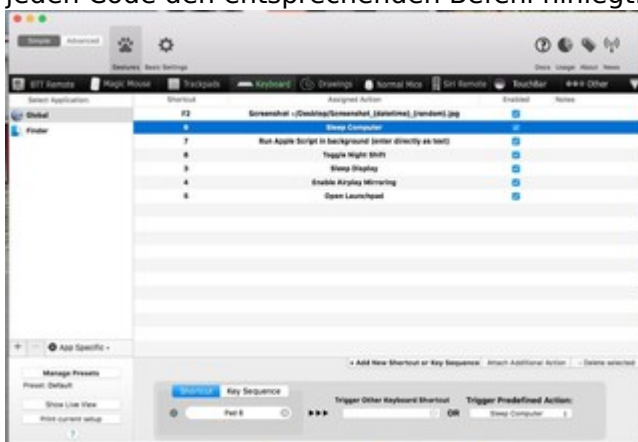 jeden Code den entsprechenden Befehl hinlegt.
Simple Advanced
Gestures Basic Settings Docs Usage About News
BTT Remote Magic Mouse Trackpads Keyboard Drawings Normal Mice Siri Remote TouchBar Other
Select Application: Shortcut Assigned Action Enabled Notes
Global F2 Screenshot ~/Desktop/Screenshot_{datetime}_{random}.jpg
Sleep Computer
Finder 7 Run Apple Script in background (enter directly as text)
Toggle Night Shift
3 Sleep Display
4 Enable Airplay Mirroring
Open Launchpad
+ − App Specific
+ Add New Shortcut or Key Sequence Attach Additional Action - Delete selected
Manage Presets
Preset: Default
Shortcut Key Sequence
Show Live View
Trigger Other Keyboard Shortcut Trigger Predefined Action:
Print current setup
Pad OR Sleep Computer
?